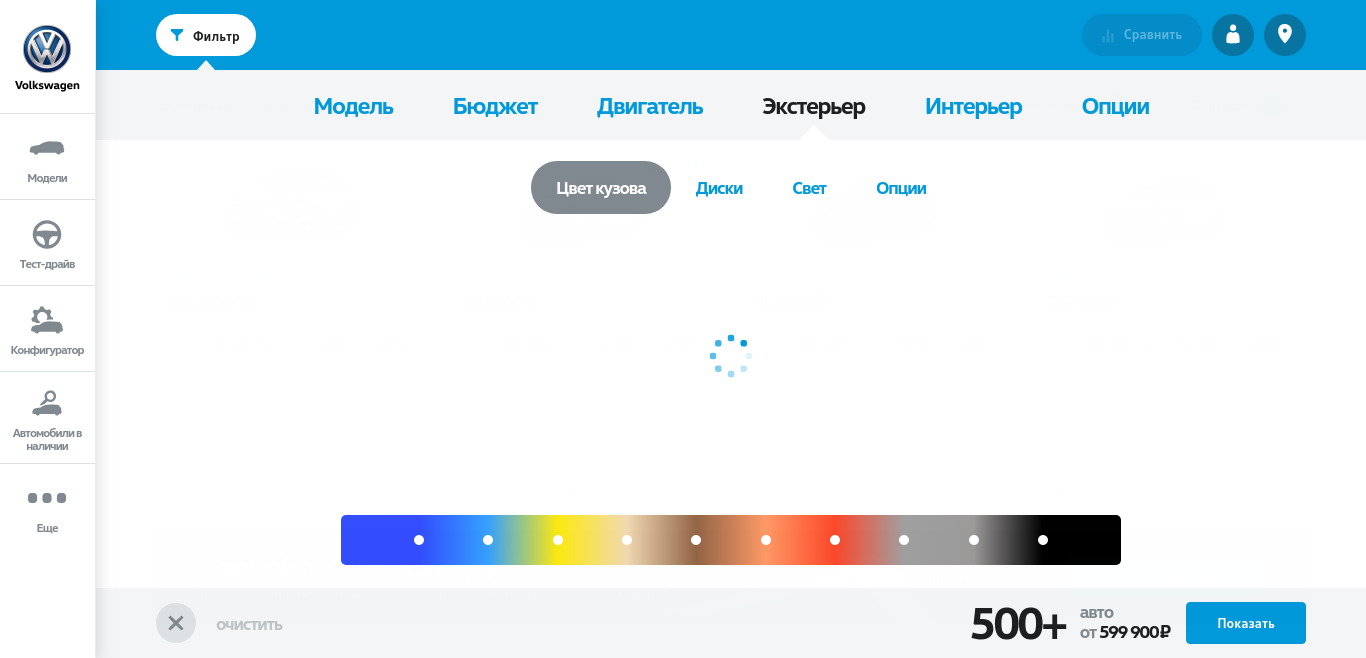 Volkswagen
Модели
Тест-драйв
Конфигуратор
Автомобили в
наличии
Еще
Фильтр
Сравнить
Модель Бюджет Двигатель Экстерьер Интерьер Опции
Цвет кузова Диски Свет Опции
ОЧИСТИТЬ
500+
авто
от 599 900₽
Показать